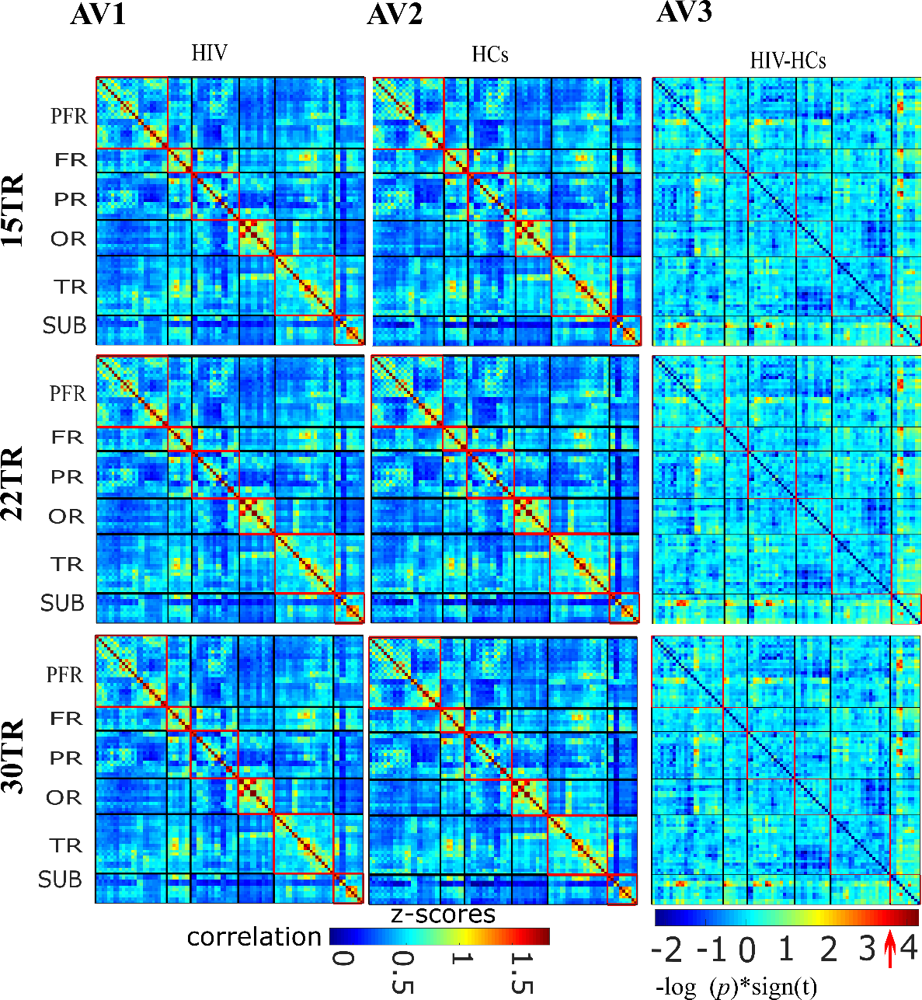 AV1 AV2 AV3
HIV HCs HIV-HCs
15TR
PFR
FR
PR
OR
TR
SUB
22TR
PFR
FR
PR
OR
TR
SUB
30TR
PFR
FR
PR
OR
TR
SUB
z-scores
correlation
0 0.5 1 1.5
-2 -1 0 1 2 3 4
-log (p)*sign(t)